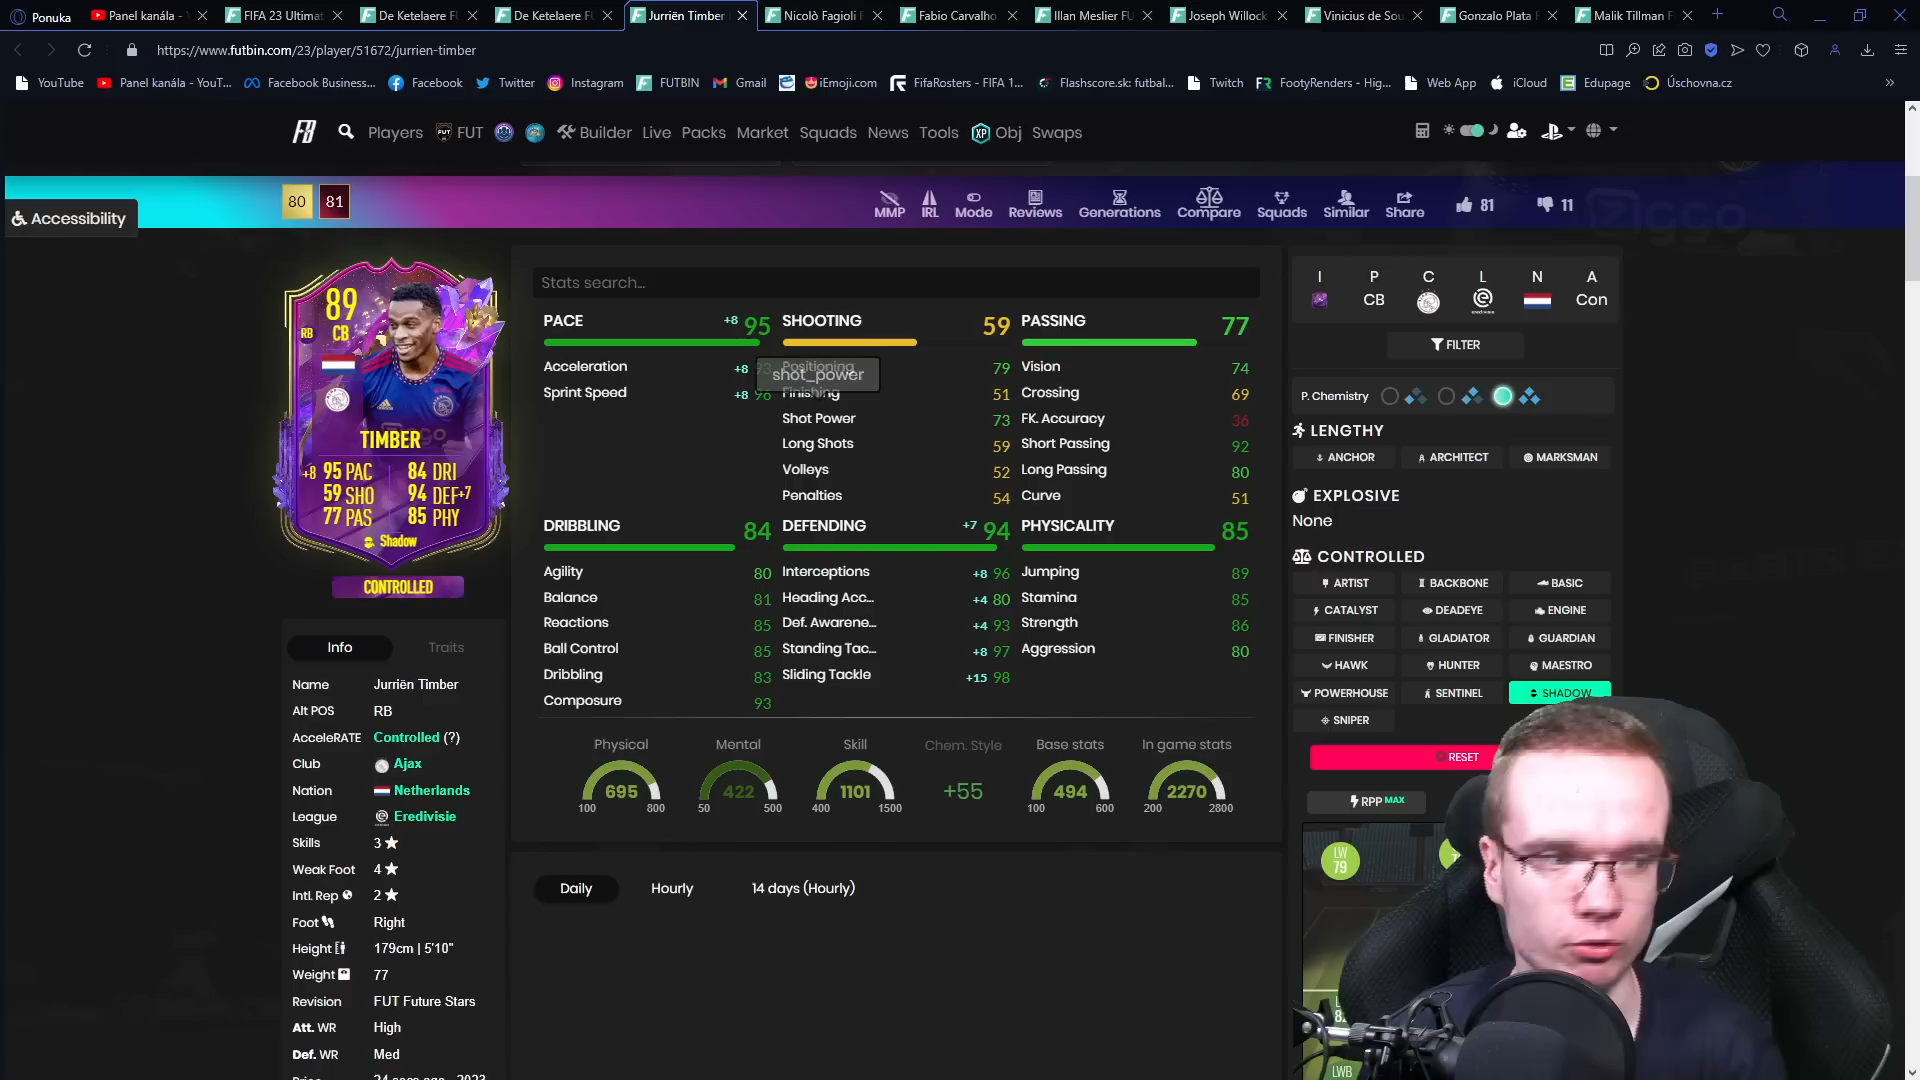 Ponuka
Panel kanála -
FIFA 23 Ultimat
De Ketelaere F
De Ketelaere F
Jurriën Timber
Nicolò Fagioli F
Fabio Carvalho
Illan Meslier FU
Joseph Willock
Vinicius de Sou
Gonzalo Plata F
Malik Tillman F
https://www.futbin.com/23/player/51672/jurrien-timber
YouTube
Panel kanála - YouT...
Facebook Business...
Facebook
Twitter
Instagram
FUTBIN
Gmail
iEmoji.com
FifaRosters - FIFA 1...
Flashscore.sk: futbal...
Twitch
FootyRenders - Hig...
Web App
iCloud
Edupage
Úschovna.cz
Players
FUT
Builder
Live
Packs
Market
Squads
News
Tools
Obj
Swaps
80 81
MMP
IRL
Mode
Reviews
Generations
Compare
Squads
Similar
Share
81
11
ziggo
Accessibility
89
RB
CB
TIMBER
+8 95 PAC 84 DRI
59 SHO 94 DEF+7
77 PAS 85 PHY
Shadow
CONTROLLED
Stats search...
PACE +8 95
Acceleration +8 93
Sprint Speed +8 96
SHOOTING 59
Positioning 79
shot_power
Finishing 51
Shot Power 73
Long Shots 59
Volleys 52
Penalties 54
PASSING 77
Vision 74
Crossing 69
FK. Accuracy 36
Short Passing 92
Long Passing 80
Curve 51
DRIBBLING 84
Agility 80
Balance 81
Reactions 85
Ball Control 85
Dribbling 83
Composure 93
DEFENDING +7 94
Interceptions +8 96
Heading Acc... +4 80
Def. Awarene... +4 93
Standing Tac... +8 97
Sliding Tackle +15 98
PHYSICALITY 85
Jumping 89
Stamina 85
Strength 86
Aggression 80
Physical
695
100 800
Mental
422
50 500
Skill
1101
400 1500
Chem. Style
+55
Base stats
494
100 600
In game stats
2270
200 2800
Daily
Hourly
14 days (Hourly)
Info
Traits
Name Jurriën Timber
Alt POS RB
AcceleRATE Controlled (?)
Club Ajax
Nation Netherlands
League Eredivisie
Skills 3
Weak Foot 4
Intl. Rep 2
Foot Right
Height 179cm | 5'10"
Weight 77
Revision FUT Future Stars
Att. WR High
Def. WR Med
I P C L N A
CB Con
FILTER
P. Chemistry
LENGTHY
ANCHOR
ARCHITECT
MARKSMAN
EXPLOSIVE
None
CONTROLLED
ARTIST
BACKBONE
BASIC
CATALYST
DEADEYE
ENGINE
FINISHER
GLADIATOR
GUARDIAN
HAWK
HUNTER
MAESTRO
POWERHOUSE
SENTINEL
SHADOW
SNIPER
RESET
RPP MAX
LW
79
LWB